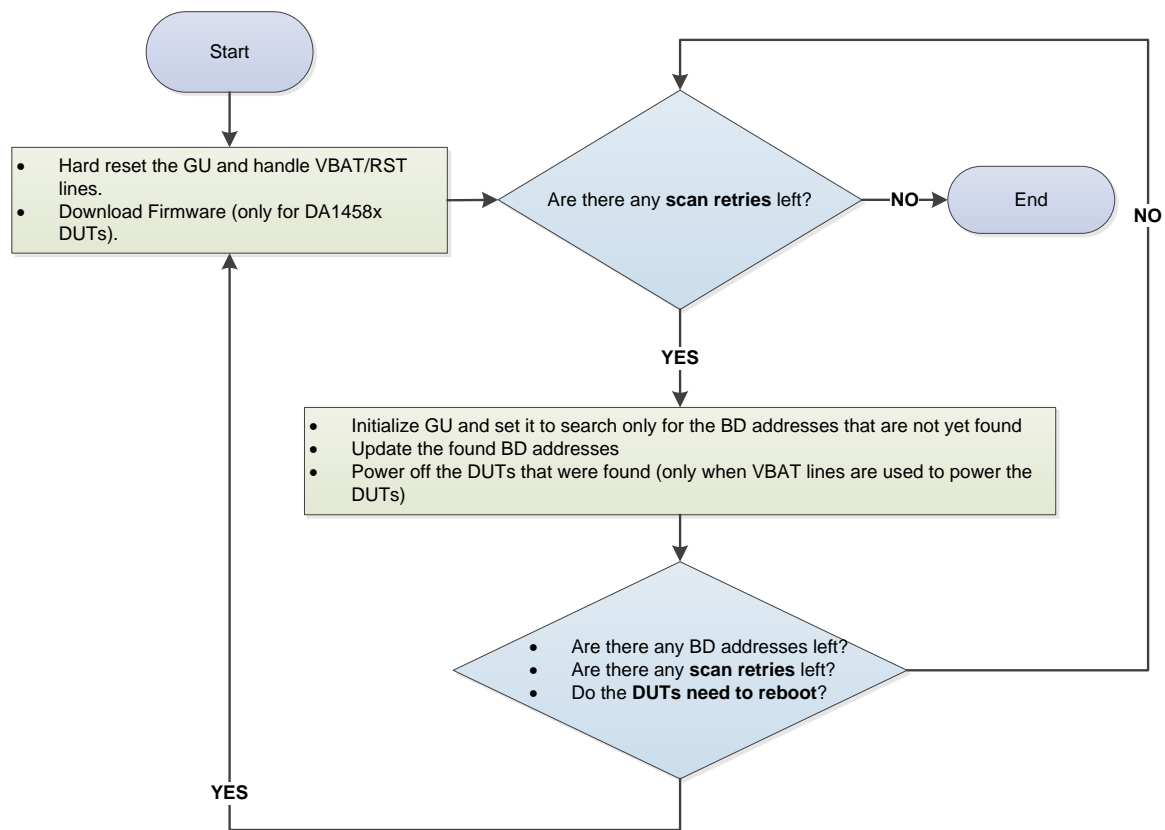 Start
• Hard reset the GU and handle VBAT/RST
lines.
• Download Firmware (only for DA1458x
DUTs).
Are there any scan retries left?
NO
End
NO
YES
• Initialize GU and set it to search only for the BD addresses that are not yet found
• Update the found BD addresses
• Power off the DUTs that were found (only when VBAT lines are used to power the
DUTs)
• Are there any BD addresses left?
• Are there any scan retries left?
• Do the DUTs need to reboot?
YES